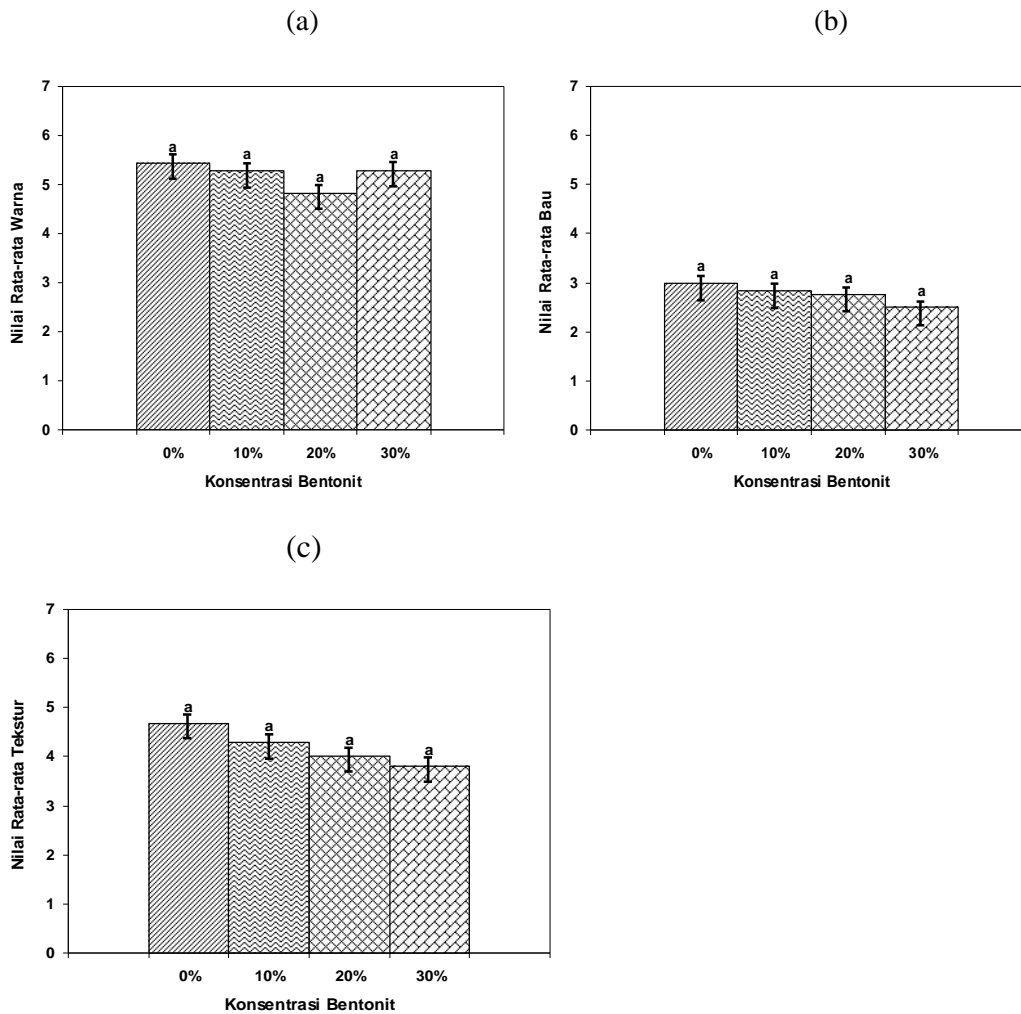 (a)
7
6
5
4
3
2
1
0
Nilai Rata-rata Warna
a a a a
0% 10% 20% 30%
Konsentrasi Bentonit
(b)
7
6
5
4
3
2
1
0
Nilai Rata-rata Bau
a a a a
0% 10% 20% 30%
Konsentrasi Bentonit
(c)
7
6
5
4
3
2
1
0
Nilai Rata-rata Tekstur
a a a a
0% 10% 20% 30%
Konsentrasi Bentonit